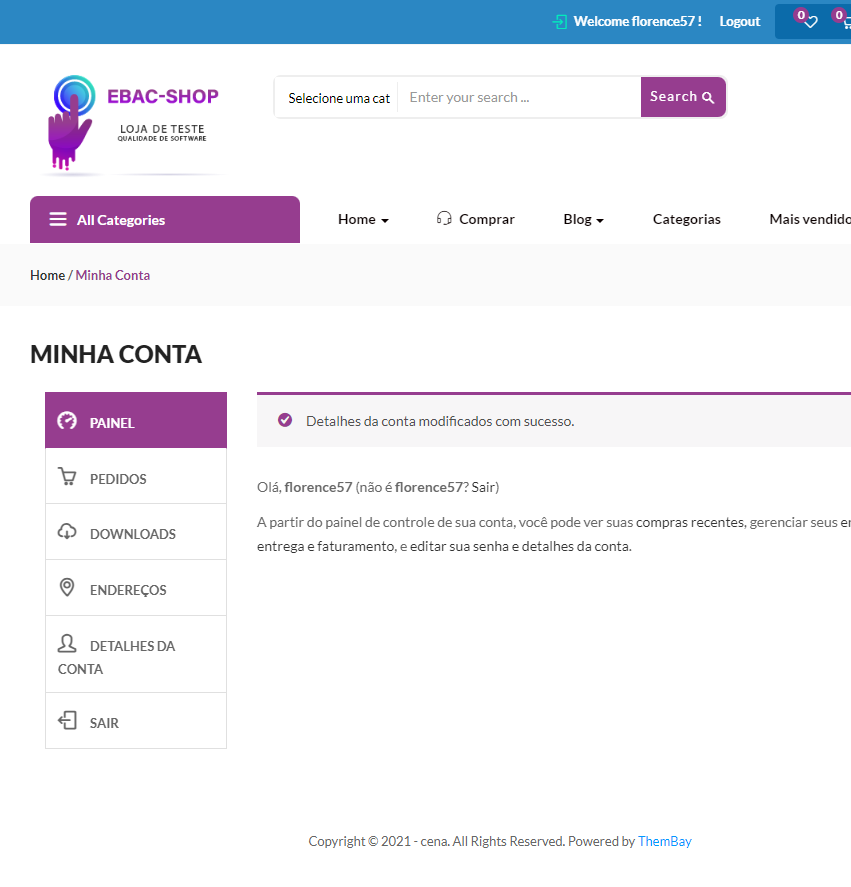 Welcome florence57 ! Logout 0 0
EBAC-SHOP
LOJA DE TESTE
QUALIDADE DE SOFTWARE
Selecione uma cat Enter your search ... Search
All Categories Home Comprar Blog Categorias Mais vendido
Home / Minha Conta
MINHA CONTA
PAINEL
PEDIDOS
DOWNLOADS
ENDEREÇOS
DETALHES DA
CONTA
SAIR
Detalhes da conta modificados com sucesso.
Olá, florence57 (não é florence57? Sair)
A partir do painel de controle de sua conta, você pode ver suas compras recentes, gerenciar seus en
entrega e faturamento, e editar sua senha e detalhes da conta.
Copyright © 2021 - cena. All Rights Reserved. Powered by ThemBay